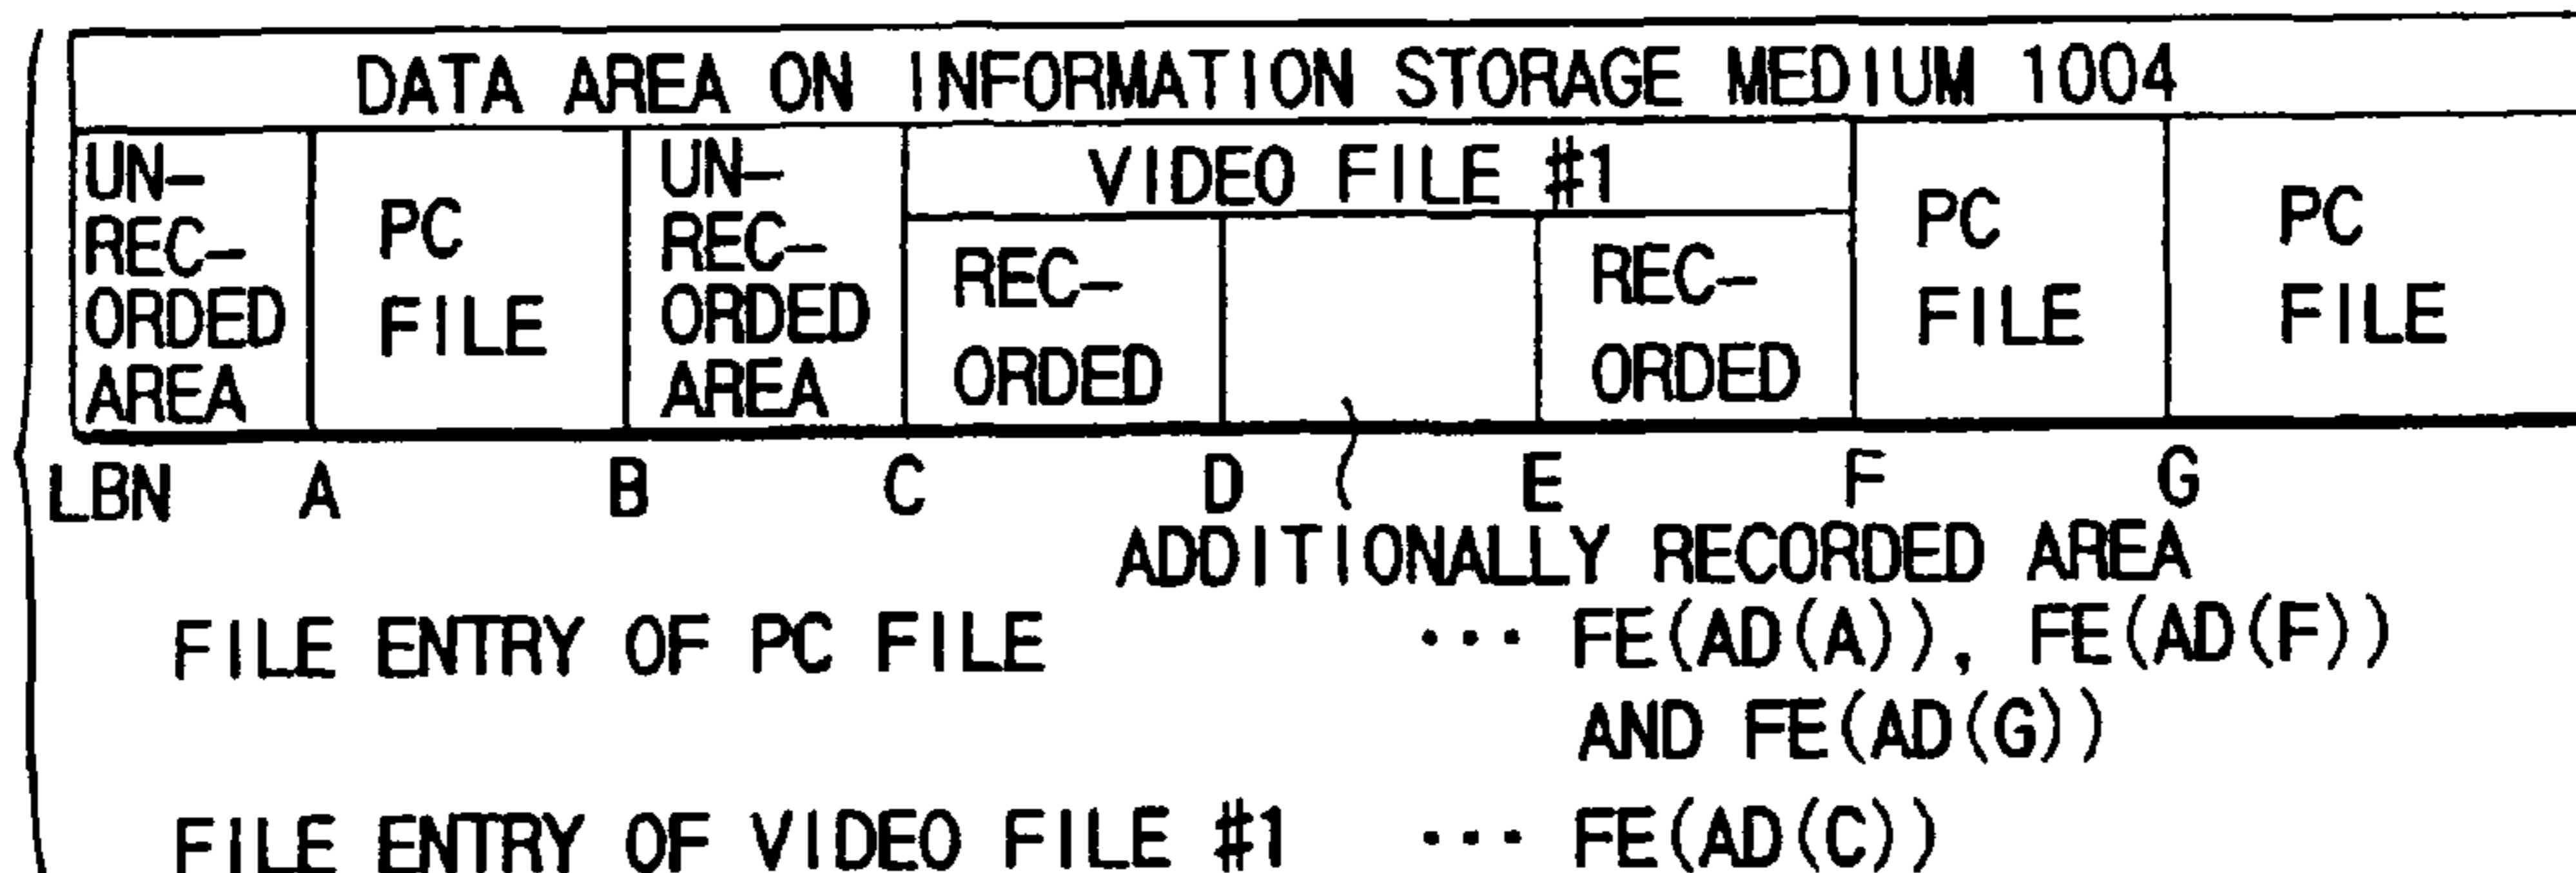 DATA AREA ON INFORMATION STORAGE MEDIUM 1004
UN-
REC-
ORDED
AREA
PC
FILE
UN-
REC-
ORDED
AREA
VIDEO FILE #1
REC-
ORDED
REC-
ORDED
PC
FILE
PC
FILE
LBN A B C D E F G
ADDITIONALLY RECORDED AREA
FILE ENTRY OF PC FILE ... FE(AD(A)), FE(AD(F))
AND FE(AD(G))
FILE ENTRY OF VIDEO FILE #1 ... FE(AD(C))